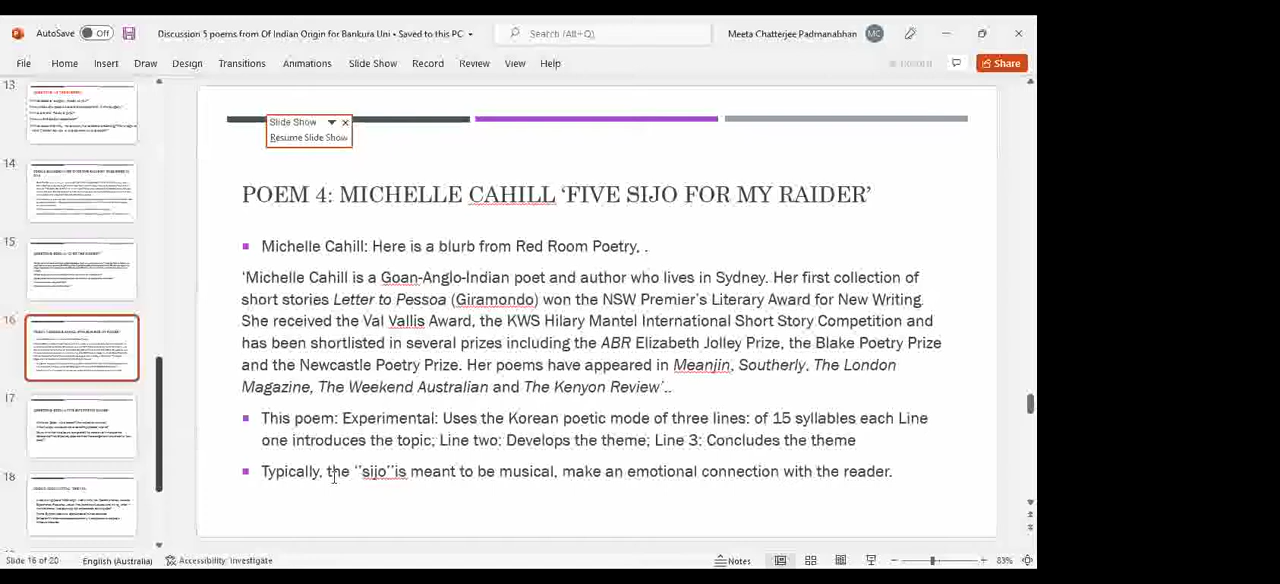 AutoSave Off Discussion 5 poems from Of Indian Origin for Bankura Uni • Saved to this PC Search (Alt+Q) Meeta Chatterjee Padmanabhan MC
File Home Insert Draw Design Transitions Animations Slide Show Record Review View Help Share
13
14
15
16
17
18
Slide Show
Resume Slide Show
POEM 4: MICHELLE CAHILL ‘FIVE SIJO FOR MY RAIDER’
Michelle Cahill: Here is a blurb from Red Room Poetry, .
‘Michelle Cahill is a Goan-Anglo-Indian poet and author who lives in Sydney. Her first collection of
short stories Letter to Pessoa (Giramondo) won the NSW Premier’s Literary Award for New Writing.
She received the Val Vallis Award, the KWS Hilary Mantel International Short Story Competition and
has been shortlisted in several prizes including the ABR Elizabeth Jolley Prize, the Blake Poetry Prize
and the Newcastle Poetry Prize. Her poems have appeared in Meanjin, Southerly, The London
Magazine, The Weekend Australian and The Kenyon Review’..
This poem: Experimental: Uses the Korean poetic mode of three lines: of 15 syllables each Line
one introduces the topic; Line two: Develops the theme; Line 3: Concludes the theme
Typically, the ‘’sijo’’is meant to be musical, make an emotional connection with the reader.
Slide 16 of 20 English (Australia) Accessibility: Investigate Notes 83%